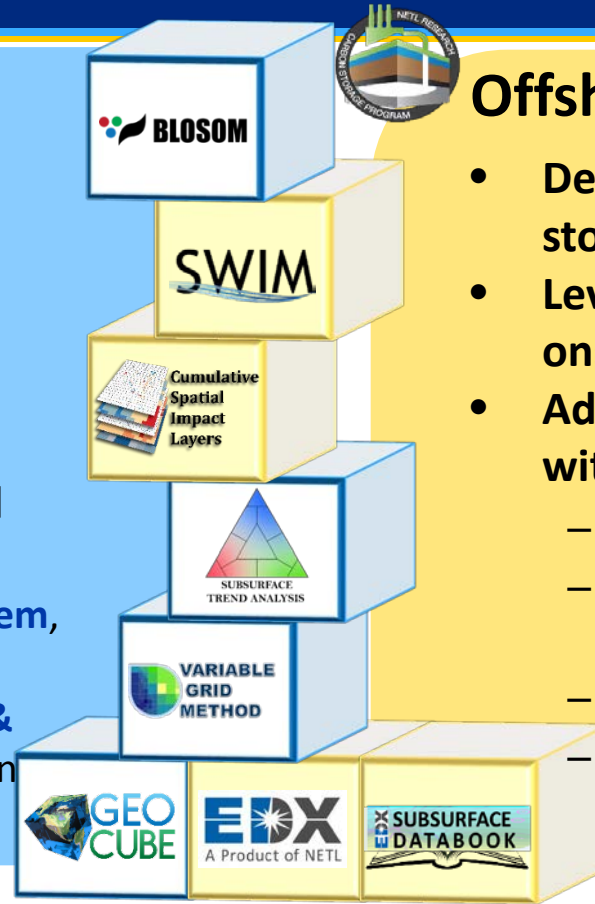 NETL RESEARCH
CARBON STORAGE PROGRAM
BLOSOM
SWIM
Cumulative
Spatial
Impact
Layers
SUBSURFACE
TREND ANALYSIS
VARIABLE
GRID
METHOD
GEO
CUBE
EDX
A Product of NETL
EDX SUBSURFACE
DATABOOK
em,
&
n
Offsh
• De
sto
• Lev
on
• Ad
wit
–
–
–
–